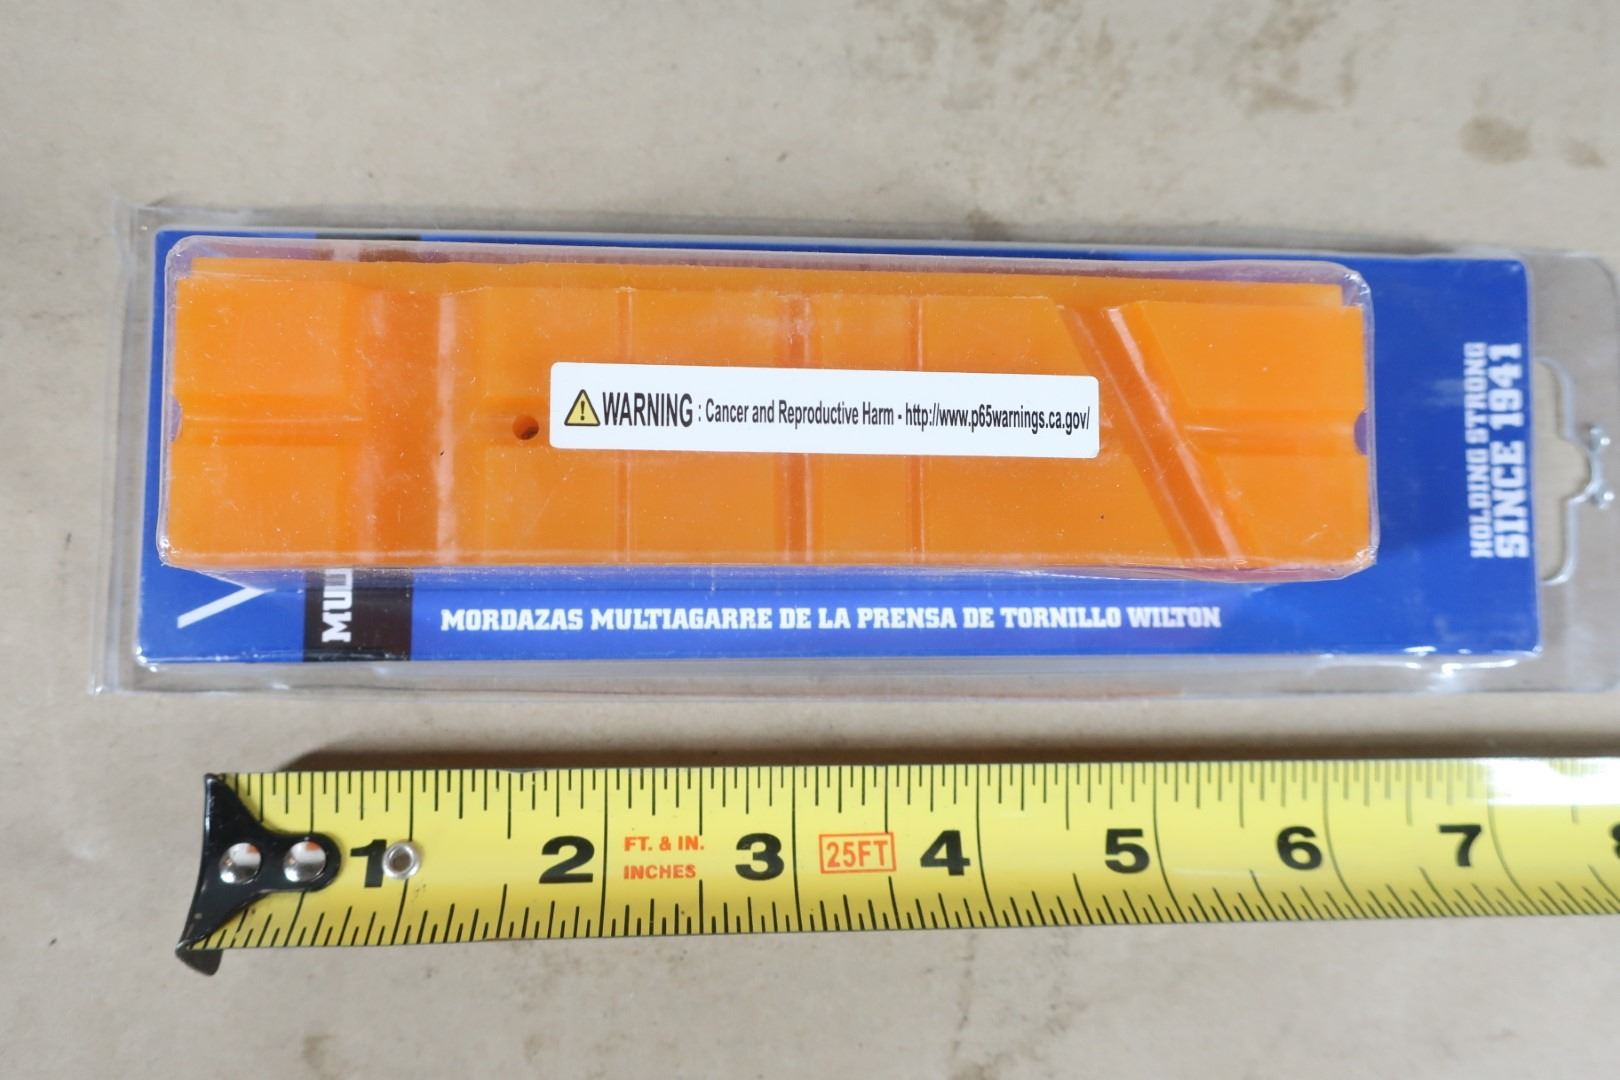 WARNING : Cancer and Reproductive Harm - http://www.p65warnings.ca.gov/
HOLDING STRONG
SINCE 1941
MORDAZAS MULTIAGARRE DE LA PRENSA DE TORNILLO WILTON
1 2 FT. & IN. INCHES 3 25FT 4 5 6 7 8